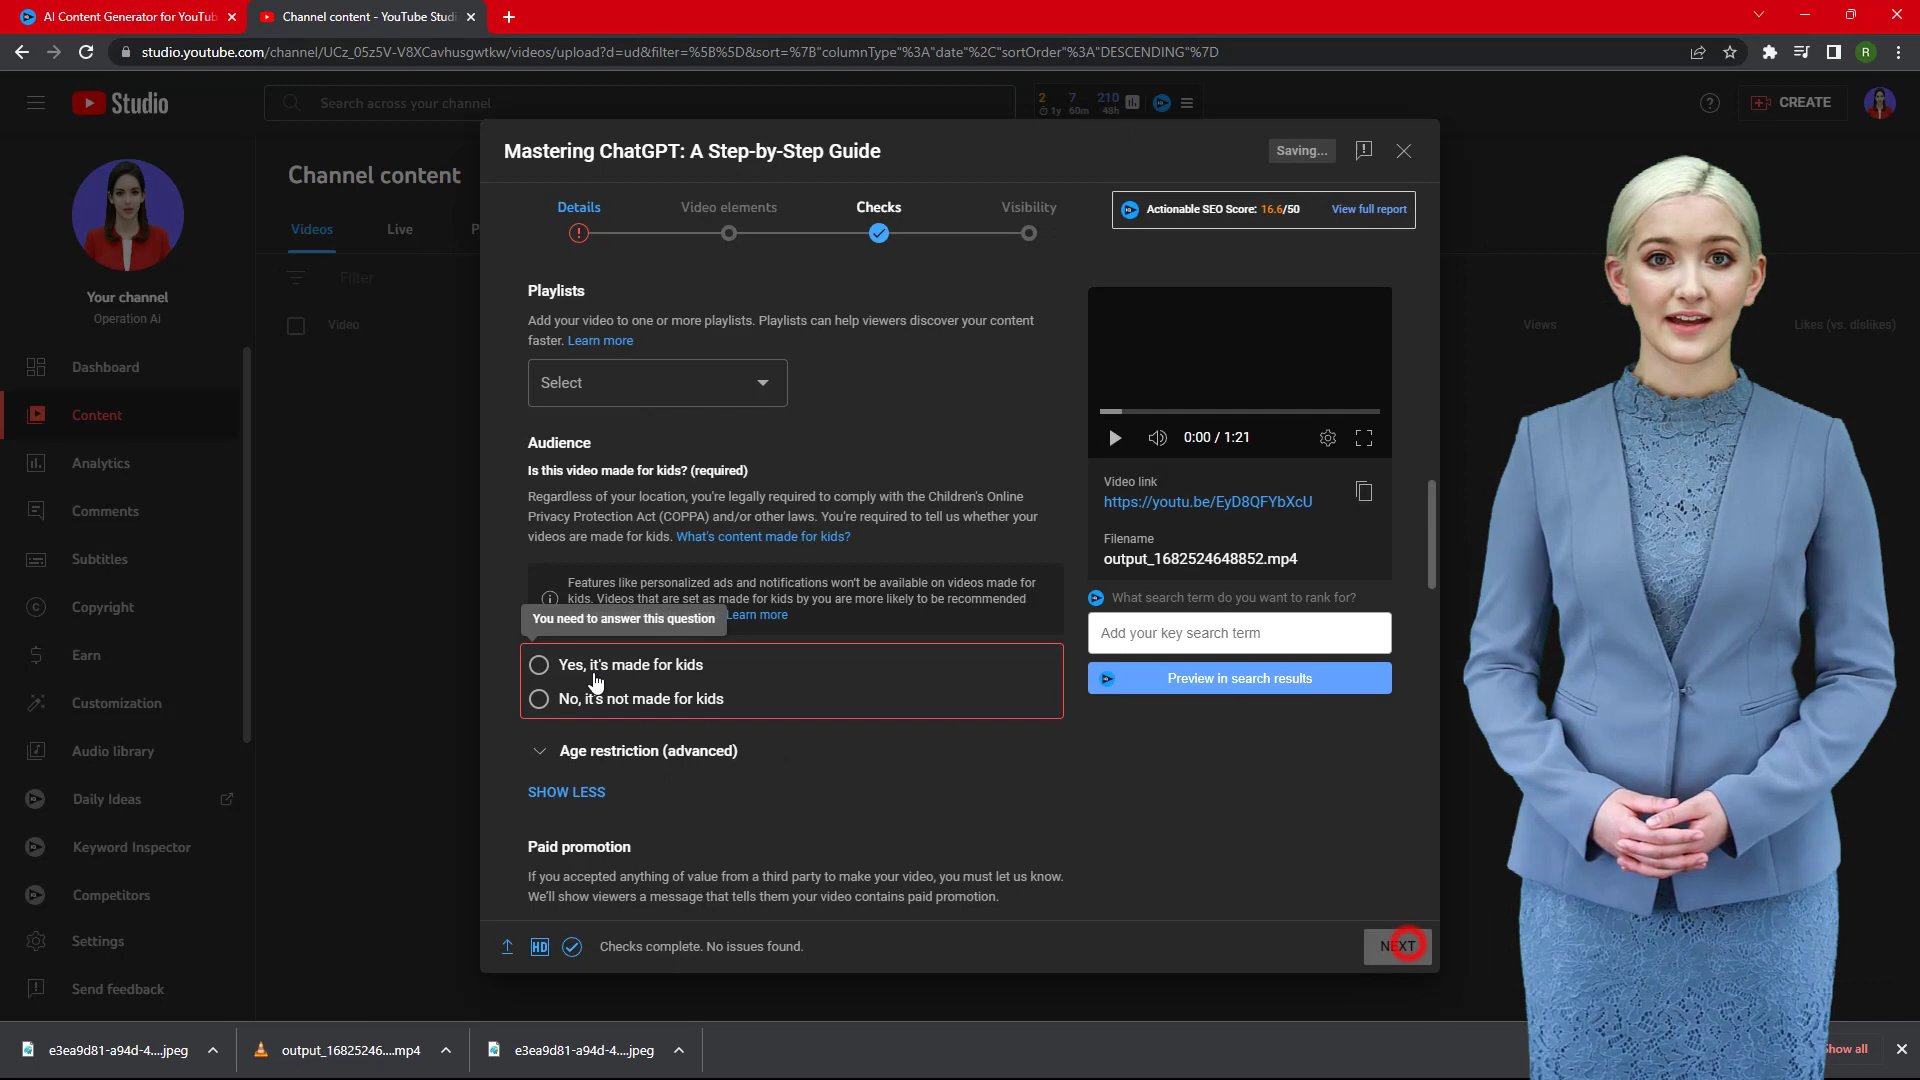 AI Content Generator for YouTub
Channel content - YouTube Studi
studio.youtube.com/channel/UCz_05z5V-V8XCavhusgwtkw/videos/upload?d=ud&filter=%5B%5D&sort=%7B"columnType"%3A"date"%2C"sortOrder"%3A"DESCENDING"%7D
R
Studio
Search across your channel
2 7 210
1y 60m 48h
CREATE
Your channel
Operation Ai
Dashboard
Content
Analytics
Comments
Subtitles
Copyright
Earn
Customization
Audio library
Daily Ideas
Keyword Inspector
Competitors
Settings
Send feedback
Channel content
Videos
Live
P
Filter
Video
Views
Likes (vs. dislikes)
Mastering ChatGPT: A Step-by-Step Guide
Saving...
Details
Video elements
Checks
Visibility
Actionable SEO Score: 16.6/50
View full report
Playlists
Add your video to one or more playlists. Playlists can help viewers discover your content
faster. Learn more
Select
Audience
Is this video made for kids? (required)
Regardless of your location, you're legally required to comply with the Children's Online
Privacy Protection Act (COPPA) and/or other laws. You're required to tell us whether your
videos are made for kids. What's content made for kids?
Features like personalized ads and notifications won't be available on videos made for
kids. Videos that are set as made for kids by you are more likely to be recommended
Learn more
You need to answer this question
Yes, it's made for kids
No, it's not made for kids
Age restriction (advanced)
SHOW LESS
Paid promotion
If you accepted anything of value from a third party to make your video, you must let us know.
We'll show viewers a message that tells them your video contains paid promotion.
0:00 / 1:21
Video link
https://youtu.be/EyD8QFYbXcU
Filename
output_1682524648852.mp4
What search term do you want to rank for?
Add your key search term
Preview in search results
HD
Checks complete. No issues found.
NEXT
e3ea9d81-a94d-4....jpeg
output_16825246....mp4
e3ea9d81-a94d-4....jpeg
Show all